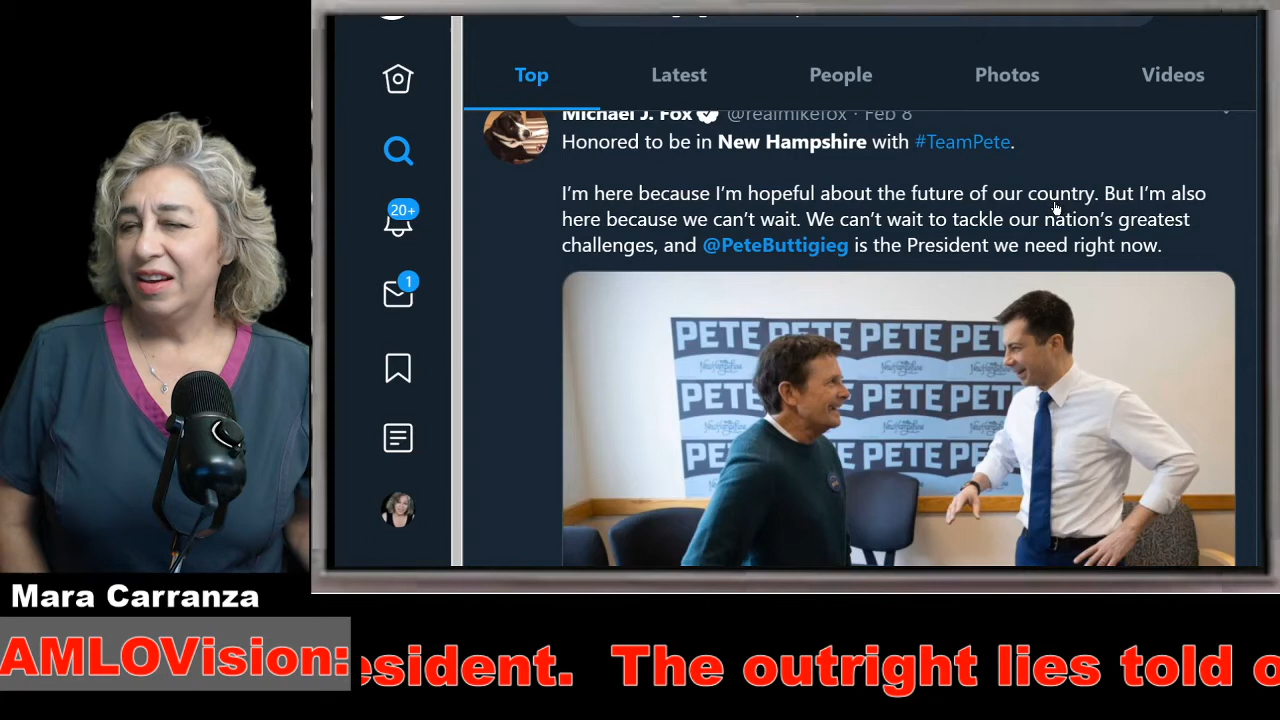 Top Latest People Photos Videos
Michael J. Fox @realmikefox · Feb 8
Honored to be in New Hampshire with #TeamPete.
20+
I'm here because I'm hopeful about the future of our country. But I'm also
here because we can't wait. We can't wait to tackle our nation's greatest
challenges, and @PeteButtigieg is the President we need right now.
1
PETE PETE PETE PETE
PETE PETE PETE PETE
PETE PETE PETE
Mara Carranza
AMLOVision: esident. The outright lies told o